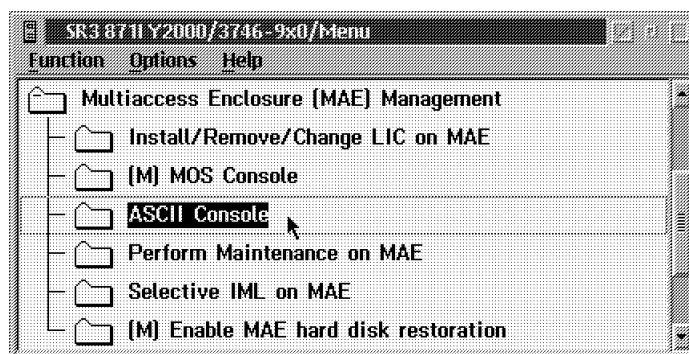 SR3 871I Y2000/3746-9x0/Menu
Function Options Help
Multiaccess Enclosure (MAE) Management
Install/Remove/Change LIC on MAE
(M) MOS Console
ASCII Console
Perform Maintenance on MAE
Selective IML on MAE
(M) Enable MAE hard disk restoration